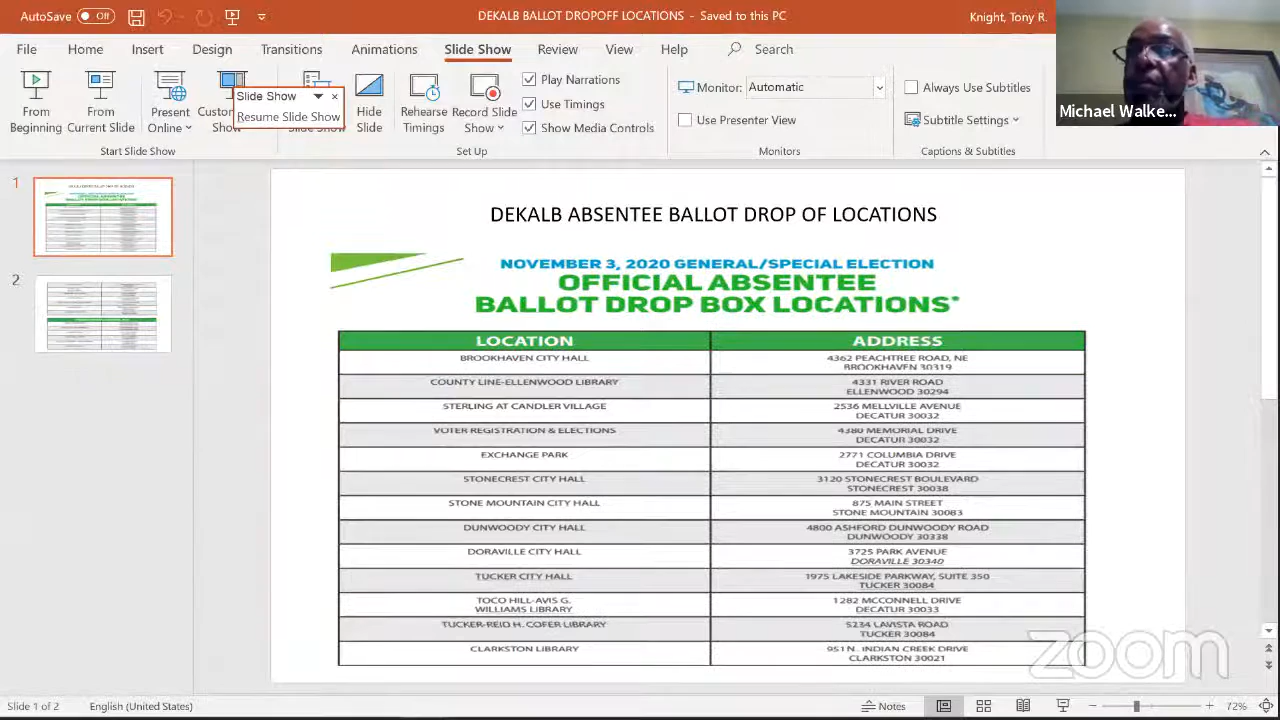 AutoSave Off
DEKALB BALLOT DROPOFF LOCATIONS - Saved to this PC
Knight, Tony R.
File Home Insert Design Transitions Animations Slide Show Review View Help Search
From Beginning
From Current Slide
Present Online
Custom
Show
Slide Show
Resume Slide Show
Slide Show
Hide Slide
Rehearse Timings
Record Slide Show
Play Narrations
Use Timings
Show Media Controls
Monitor: Automatic
Use Presenter View
Always Use Subtitles
Subtitle Settings
Start Slide Show
Set Up
Monitors
Captions & Subtitles
Michael Walke...
1
2
DEKALB ABSENTEE BALLOT DROP OF LOCATIONS
NOVEMBER 3, 2020 GENERAL/SPECIAL ELECTION
OFFICIAL ABSENTEE
BALLOT DROP BOX LOCATIONS*
LOCATION ADDRESS
BROOKHAVEN CITY HALL 4362 PEACHTREE ROAD, NE
BROOKHAVEN 30319
COUNTY LINE-ELLENWOOD LIBRARY 4331 RIVER ROAD
ELLENWOOD 30294
STERLING AT CANDLER VILLAGE 2536 MELLVILLE AVENUE
DECATUR 30032
VOTER REGISTRATION & ELECTIONS 4380 MEMORIAL DRIVE
DECATUR 30032
EXCHANGE PARK 2771 COLUMBIA DRIVE
DECATUR 30032
STONECREST CITY HALL 3120 STONECREST BOULEVARD
STONECREST 30038
STONE MOUNTAIN CITY HALL 875 MAIN STREET
STONE MOUNTAIN 30083
DUNWOODY CITY HALL 4800 ASHFORD DUNWOODY ROAD
DUNWOODY 30338
DORAVILLE CITY HALL 3725 PARK AVENUE
DORAVILLE 30340
TUCKER CITY HALL 1975 LAKESIDE PARKWAY, SUITE 350
TUCKER 30084
TOCO HILL-AVIS G. 1282 MCCONNELL DRIVE
WILLIAMS LIBRARY DECATUR 30033
TUCKER-REID H. COFER LIBRARY 5234 LAVISTA ROAD
TUCKER 30084
CLARKSTON LIBRARY 951 N. INDIAN CREEK DRIVE
CLARKSTON 30021
zoom
Slide 1 of 2 English (United States) Notes 72%